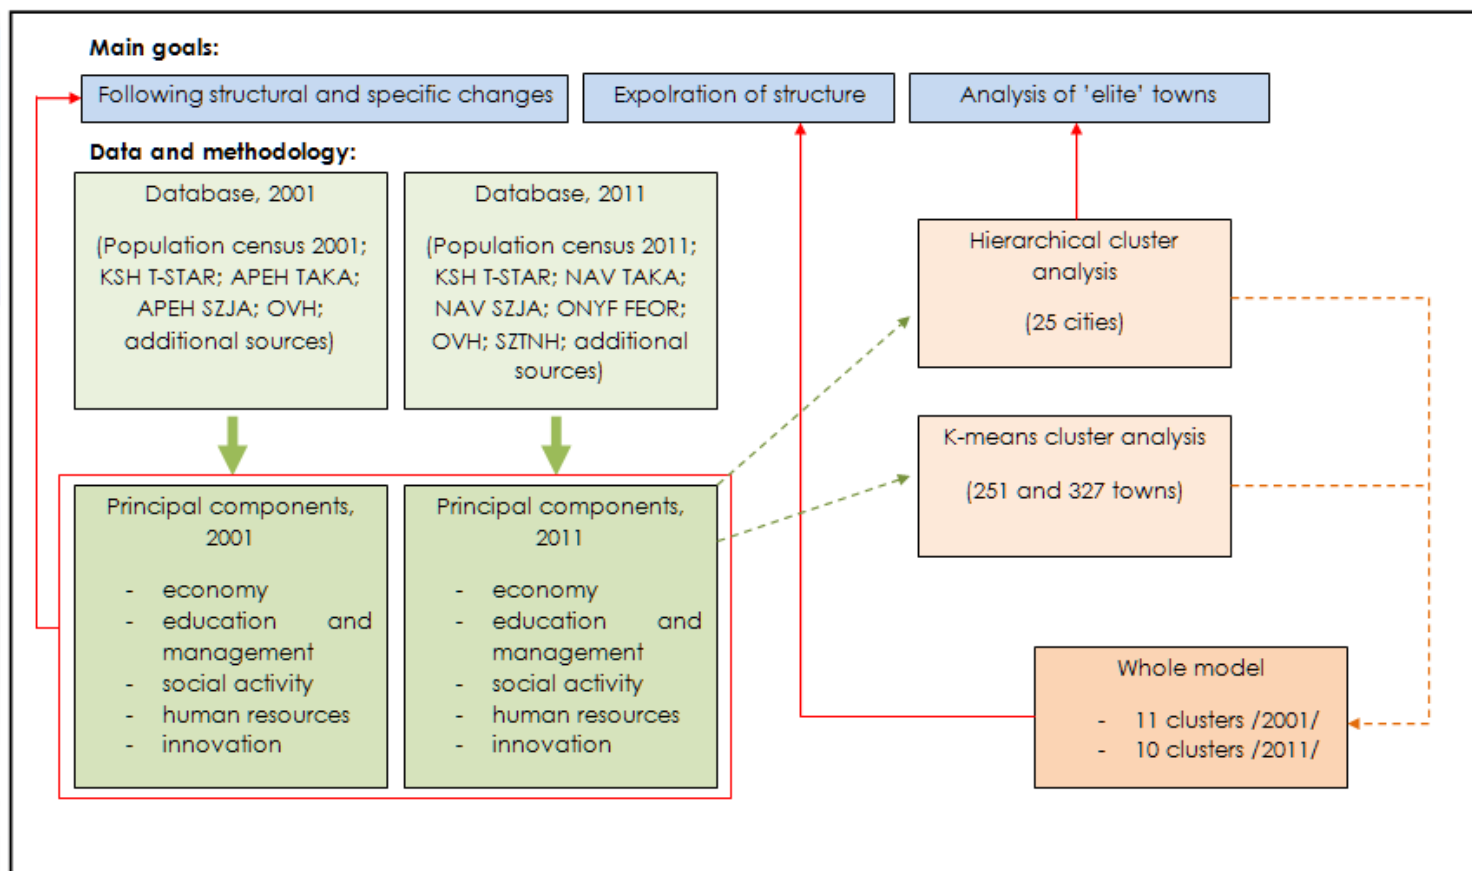 Main goals:
Following structural and specific changes
Expolration of structure
Analysis of 'elite' towns
Data and methodology:
Database, 2001
(Population census 2001;
KSH T-STAR; APEH TAKA;
APEH SZJA; OVH;
additional sources)
Database, 2011
(Population census 2011;
KSH T-STAR; NAV TAKA;
NAV SZJA; ONYF FEOR;
OVH; SZTNH; additional
sources)
Hierarchical cluster
analysis
(25 cities)
K-means cluster analysis
(251 and 327 towns)
Principal components,
2001
- economy
- education and
management
- social activity
- human resources
- innovation
Principal components,
2011
- economy
- education and
management
- social activity
- human resources
- innovation
Whole model
- 11 clusters /2001/
- 10 clusters /2011/